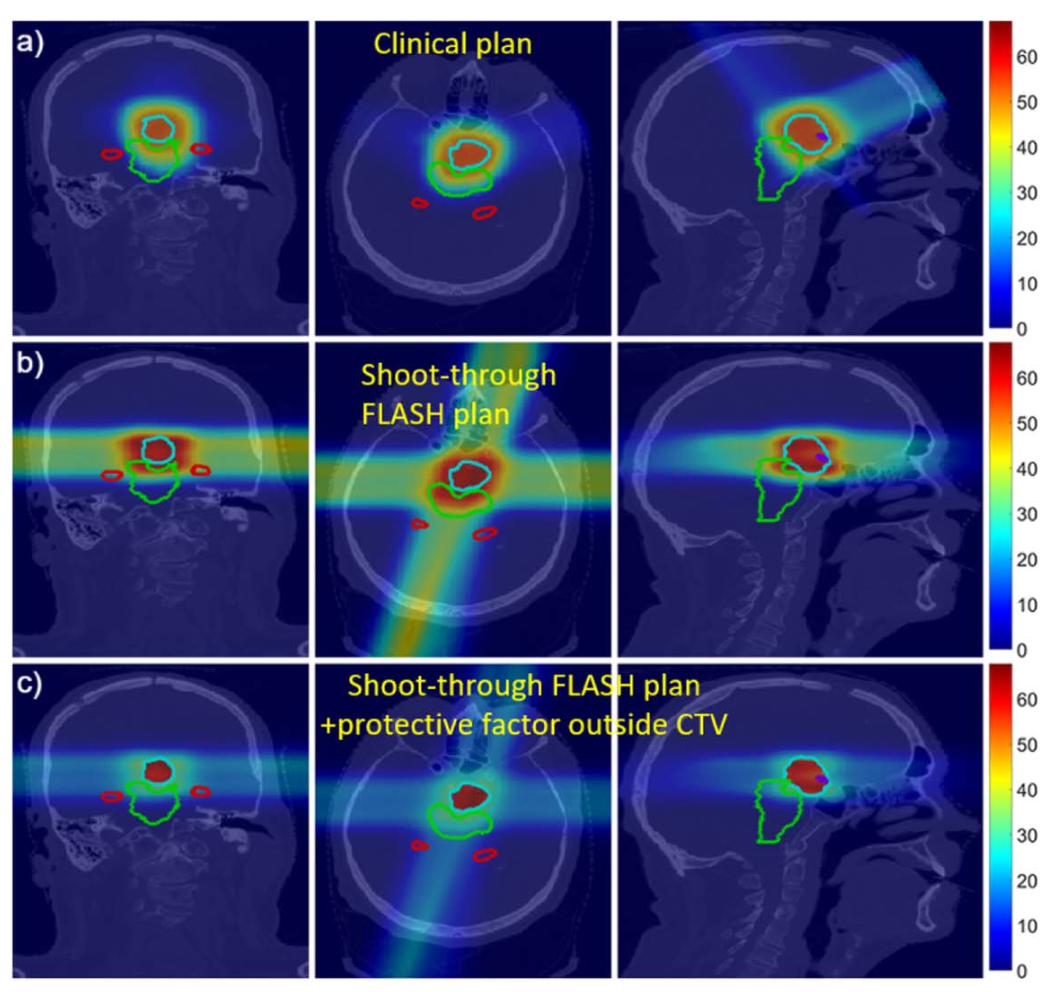 a)
Clinical plan
60
50
40
30
20
10
0
b)
Shoot-through
FLASH plan
60
50
40
30
20
10
0
c)
Shoot-through FLASH plan
+protective factor outside CTV
60
50
40
30
20
10
0